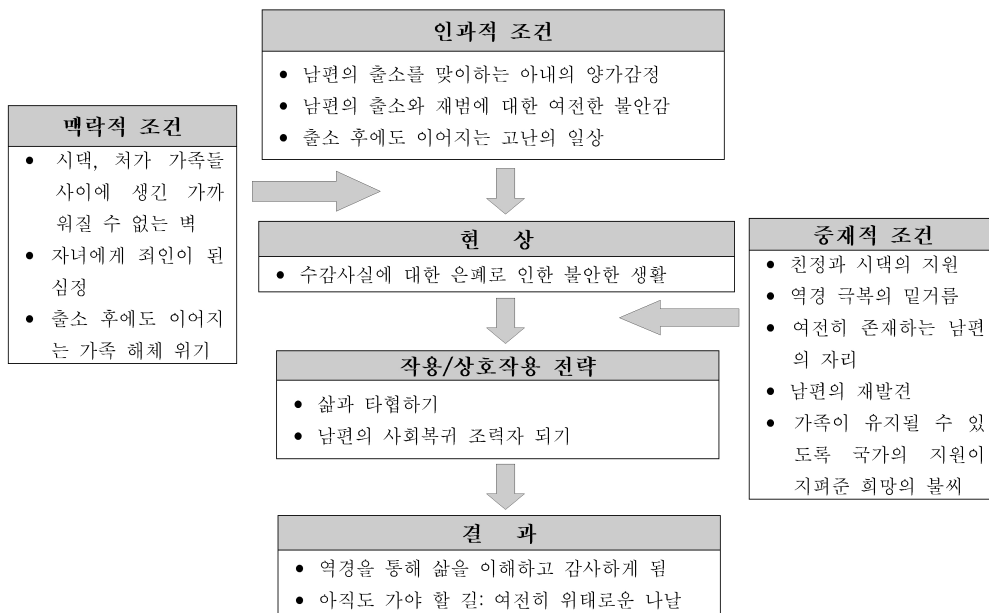 인과적 조건
• 남편의 출소를 맞이하는 아내의 양가감정
• 남편의 출소와 재범에 대한 여전한 불안감
• 출소 후에도 이어지는 고난의 일상
맥락적 조건
• 시댁, 처가 가족들
사이에 생긴 가까
워질 수 없는 벽
• 자녀에게 죄인이 된
심정
• 출소 후에도 이어지
는 가족 해체 위기
현 상
• 수감사실에 대한 은폐로 인한 불안한 생활
중재적 조건
• 친정과 시댁의 지원
• 역경 극복의 밑거름
• 여전히 존재하는 남편
의 자리
• 남편의 재발견
• 가족이 유지될 수 있
도록 국가의 지원이
지펴준 희망의 불씨
작용/상호작용 전략
• 삶과 타협하기
• 남편의 사회복귀 조력자 되기
결 과
• 역경을 통해 삶을 이해하고 감사하게 됨
• 아직도 가야 할 길: 여전히 위태로운 나날